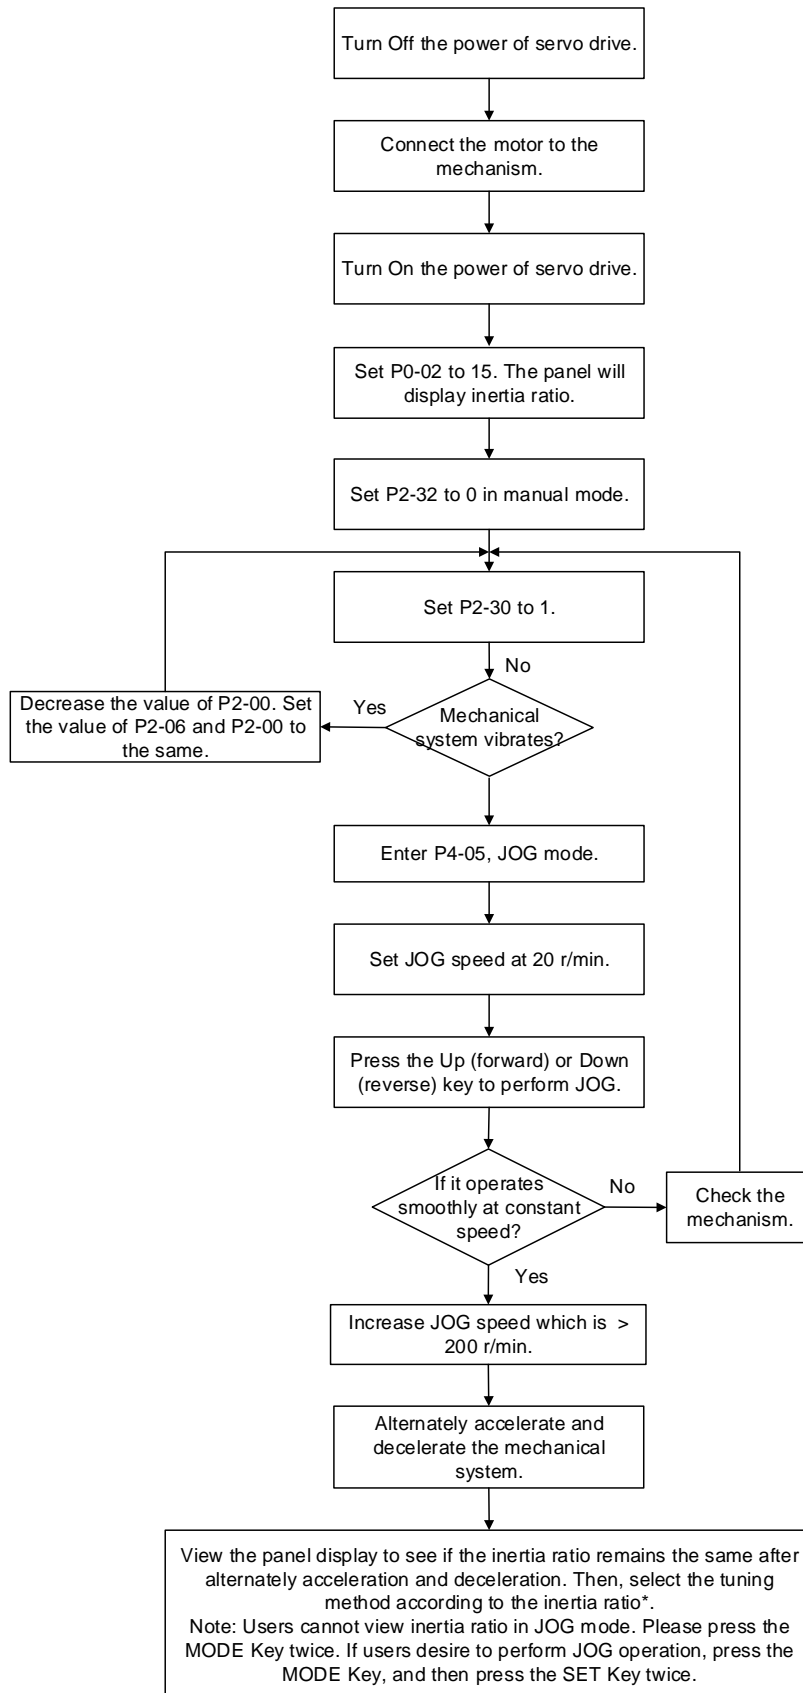 Turn Off the power of servo drive.
Connect the motor to the
mechanism.
Turn On the power of servo drive.
Set P0-02 to 15. The panel will
display inertia ratio.
Set P2-32 to 0 in manual mode.
Set P2-30 to 1.
No
Decrease the value of P2-00. Set
the value of P2-06 and P2-00 to
the same.
Yes
Mechanical
system vibrates?
Enter P4-05, JOG mode.
Set JOG speed at 20 r/min.
Press the Up (forward) or Down
(reverse) key to perform JOG.
If it operates
smoothly at constant
speed?
No
Check the
mechanism.
Yes
Increase JOG speed which is >
200 r/min.
Alternately accelerate and
decelerate the mechanical
system.
View the panel display to see if the inertia ratio remains the same after
alternately acceleration and deceleration. Then, select the tuning
method according to the inertia ratio*.
Note: Users cannot view inertia ratio in JOG mode. Please press the
MODE Key twice. If users desire to perform JOG operation, press the
MODE Key, and then press the SET Key twice.